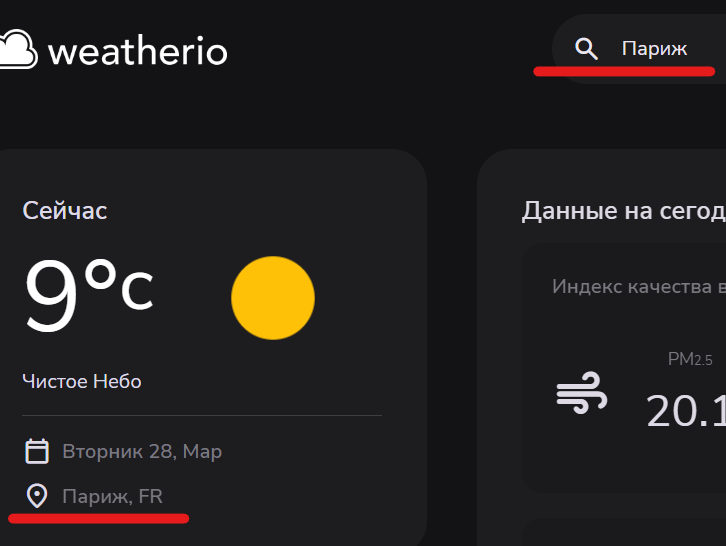 weatherio
Париж
Сейчас
9°c
Чистое Небо
Вторник 28, Мар
Париж, FR
Данные на сегод
Индекс качества в
PM2.5
20.1